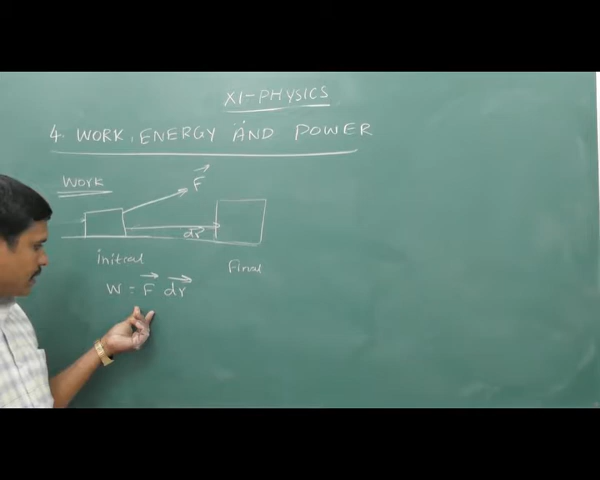 XI-PHYSICS
4. WORK, ENERGY AND POWER
WORK
F
dr
initial
Final
W = F dr